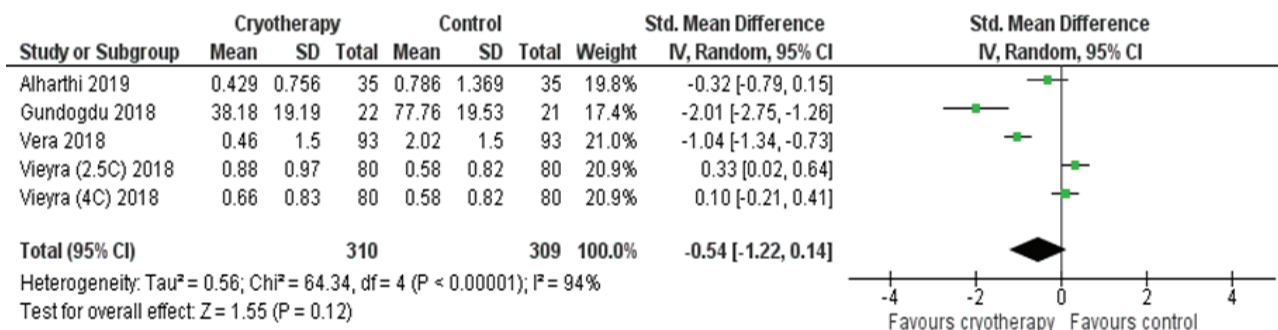 Cryotherapy Control Std. Mean Difference Std. Mean Difference
Study or Subgroup Mean SD Total Mean SD Total Weight IV, Random, 95% CI IV, Random, 95% CI
Alharthi 2019 0.429 0.756 35 0.786 1.369 35 19.8% -0.32 [-0.79, 0.15]
Gundogdu 2018 38.18 19.19 22 77.76 19.53 21 17.4% -2.01 [-2.75, -1.26]
Vera 2018 0.46 1.5 93 2.02 1.5 93 21.0% -1.04 [-1.34, -0.73]
Vieyra (2.5C) 2018 0.88 0.97 80 0.58 0.82 80 20.9% 0.33 [0.02, 0.64]
Vieyra (4C) 2018 0.66 0.83 80 0.58 0.82 80 20.9% 0.10 [-0.21, 0.41]
Total (95% CI) 310 309 100.0% -0.54 [-1.22, 0.14]
Heterogeneity: Tau² = 0.56; Chi² = 64.34, df = 4 (P < 0.00001); I² = 94%
Test for overall effect: Z = 1.55 (P = 0.12)
-4 -2 0 2 4
Favours cryotherapy Favours control